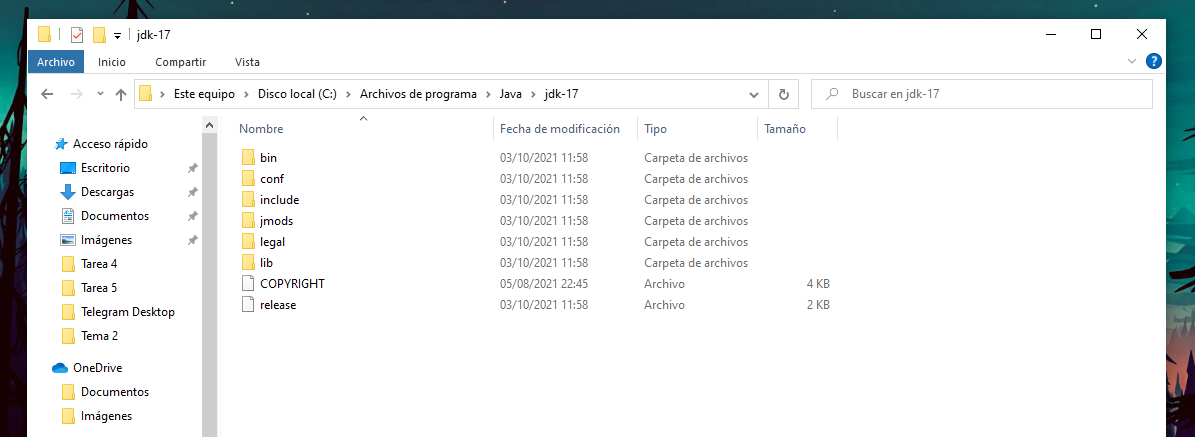 jdk-17
Archivo Inicio Compartir Vista ?
Este equipo > Disco local (C:) > Archivos de programa > Java > jdk-17
Buscar en jdk-17
Nombre Fecha de modificación Tipo Tamaño
Acceso rápido
Escritorio
Descargas
Documentos
Imágenes
Tarea 4
Tarea 5
Telegram Desktop
Tema 2
OneDrive
Documentos
Imágenes
bin 03/10/2021 11:58 Carpeta de archivos
conf 03/10/2021 11:58 Carpeta de archivos
include 03/10/2021 11:58 Carpeta de archivos
jmods 03/10/2021 11:58 Carpeta de archivos
legal 03/10/2021 11:58 Carpeta de archivos
lib 03/10/2021 11:58 Carpeta de archivos
COPYRIGHT 05/08/2021 22:45 Archivo 4 KB
release 03/10/2021 11:58 Archivo 2 KB